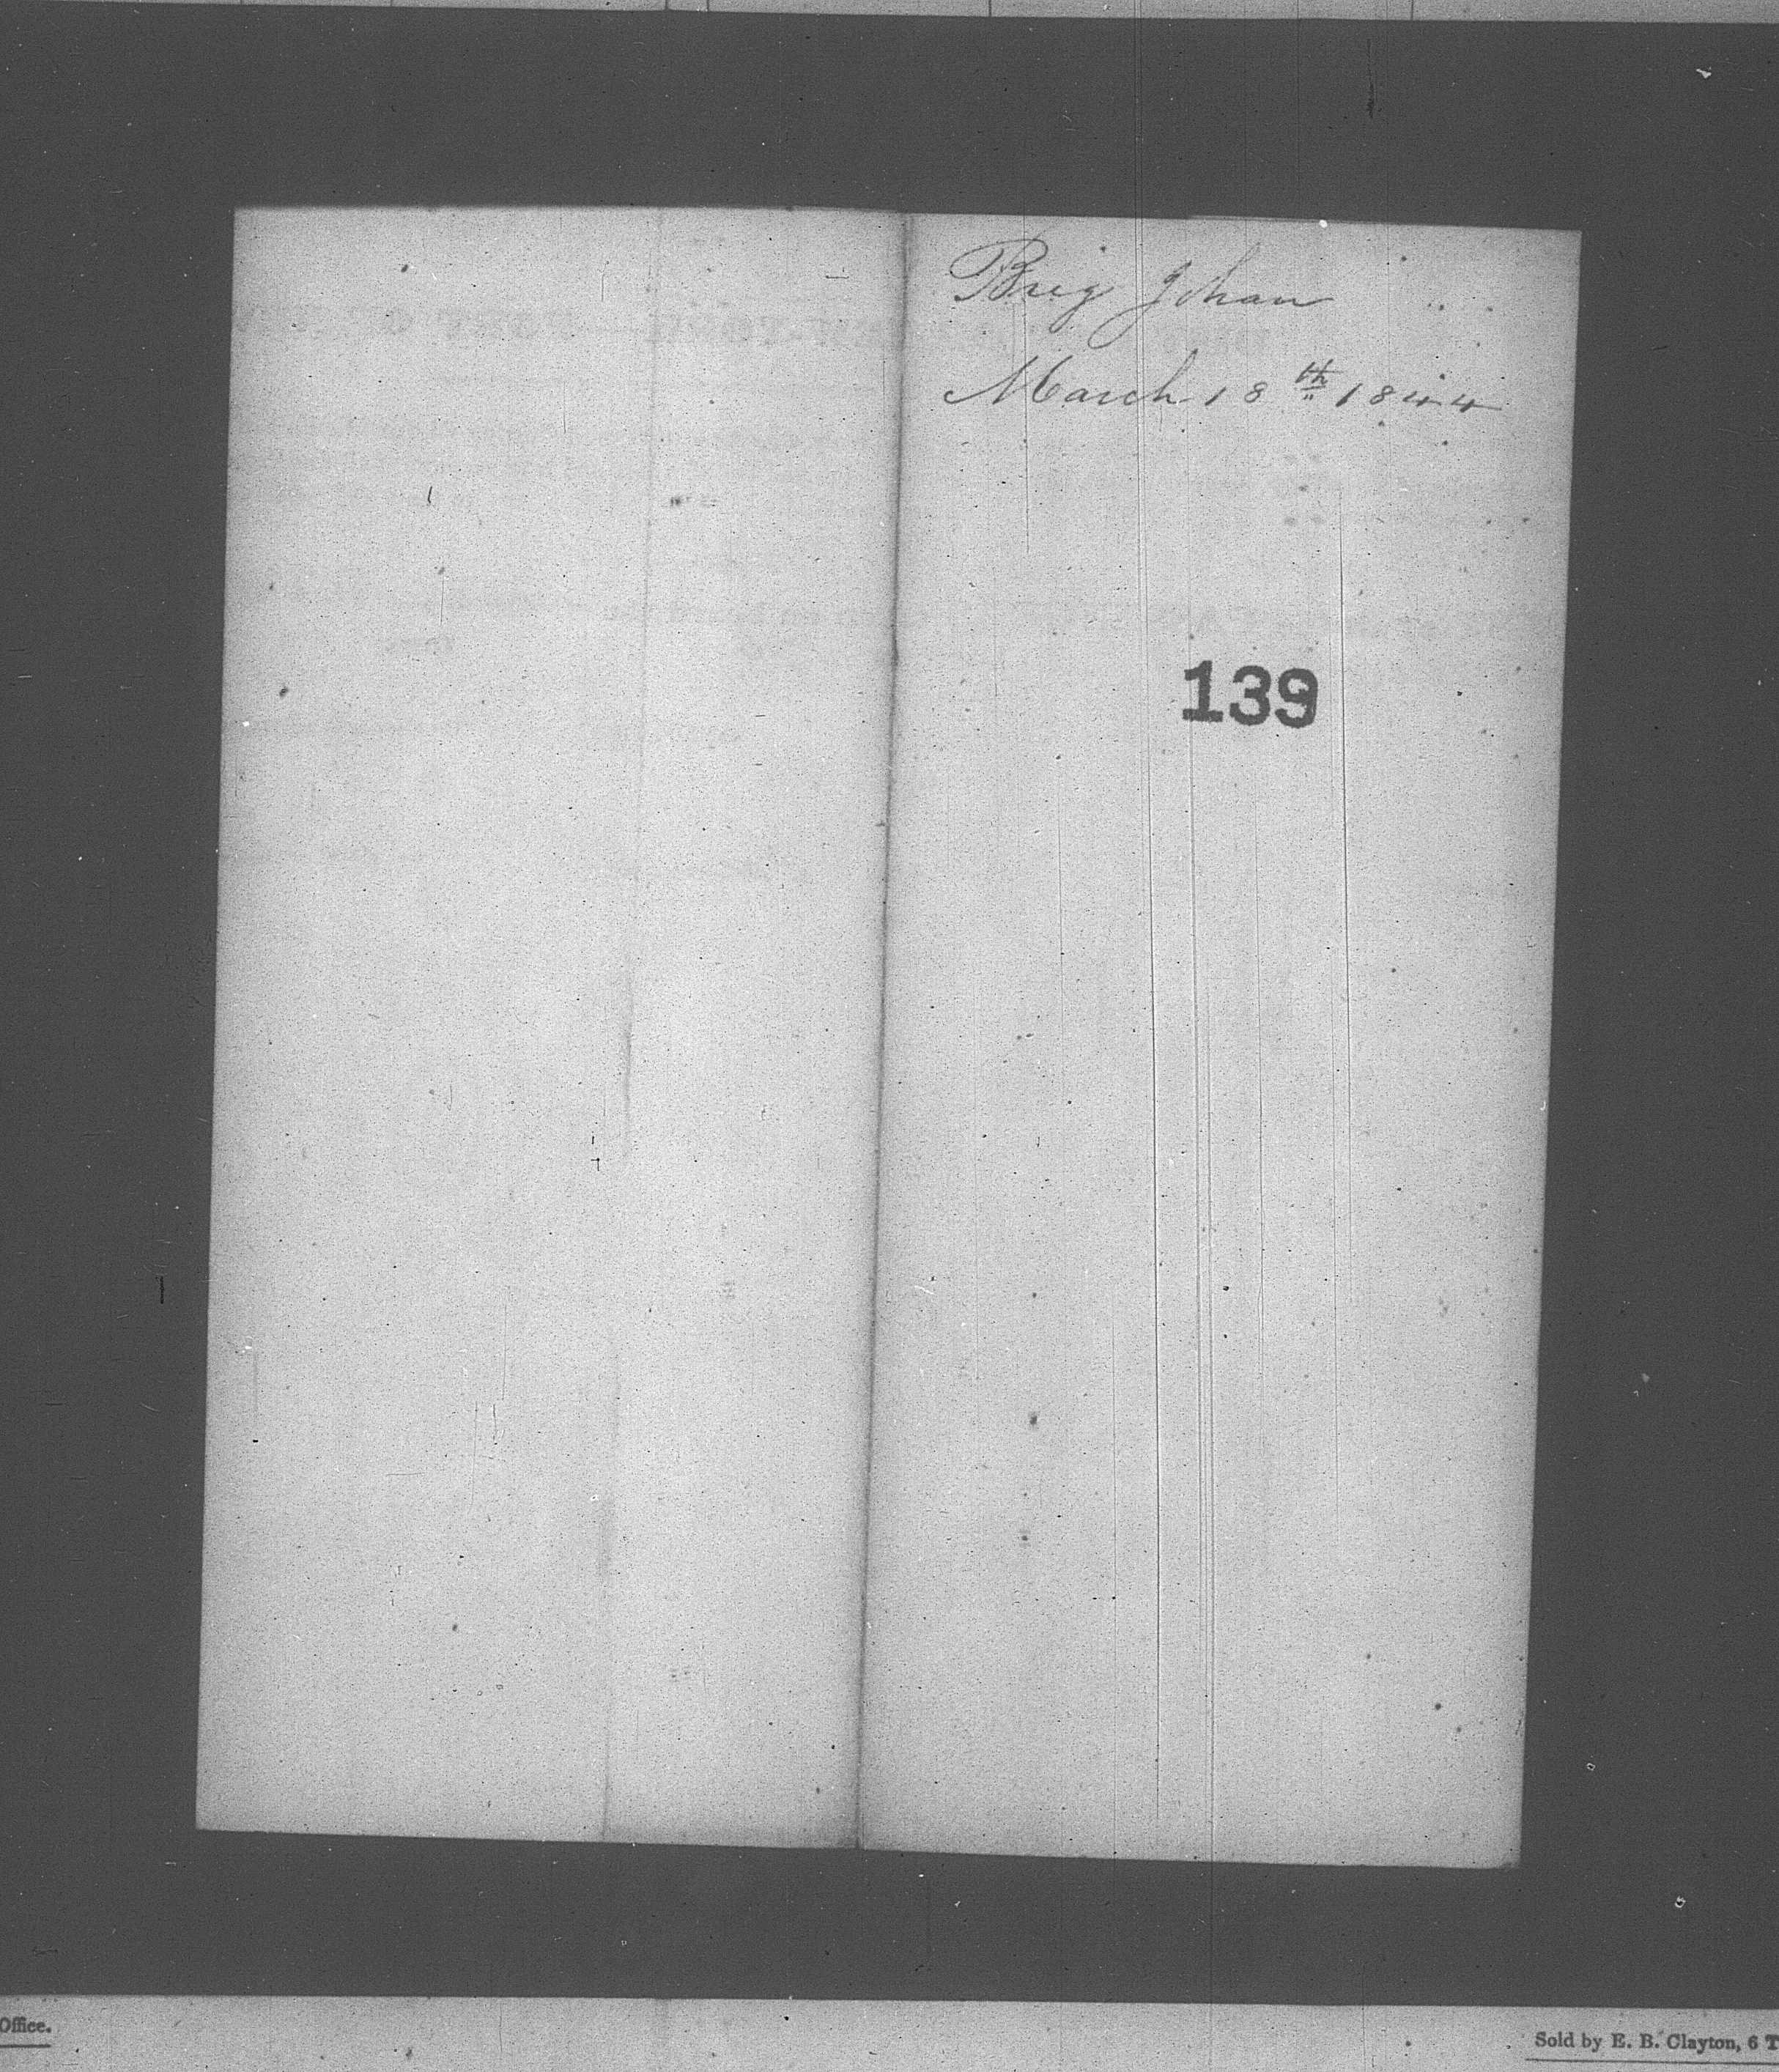 Brig Johan
March 18th 1844
139
Office.
Sold by E. B. Clayton, 6 T